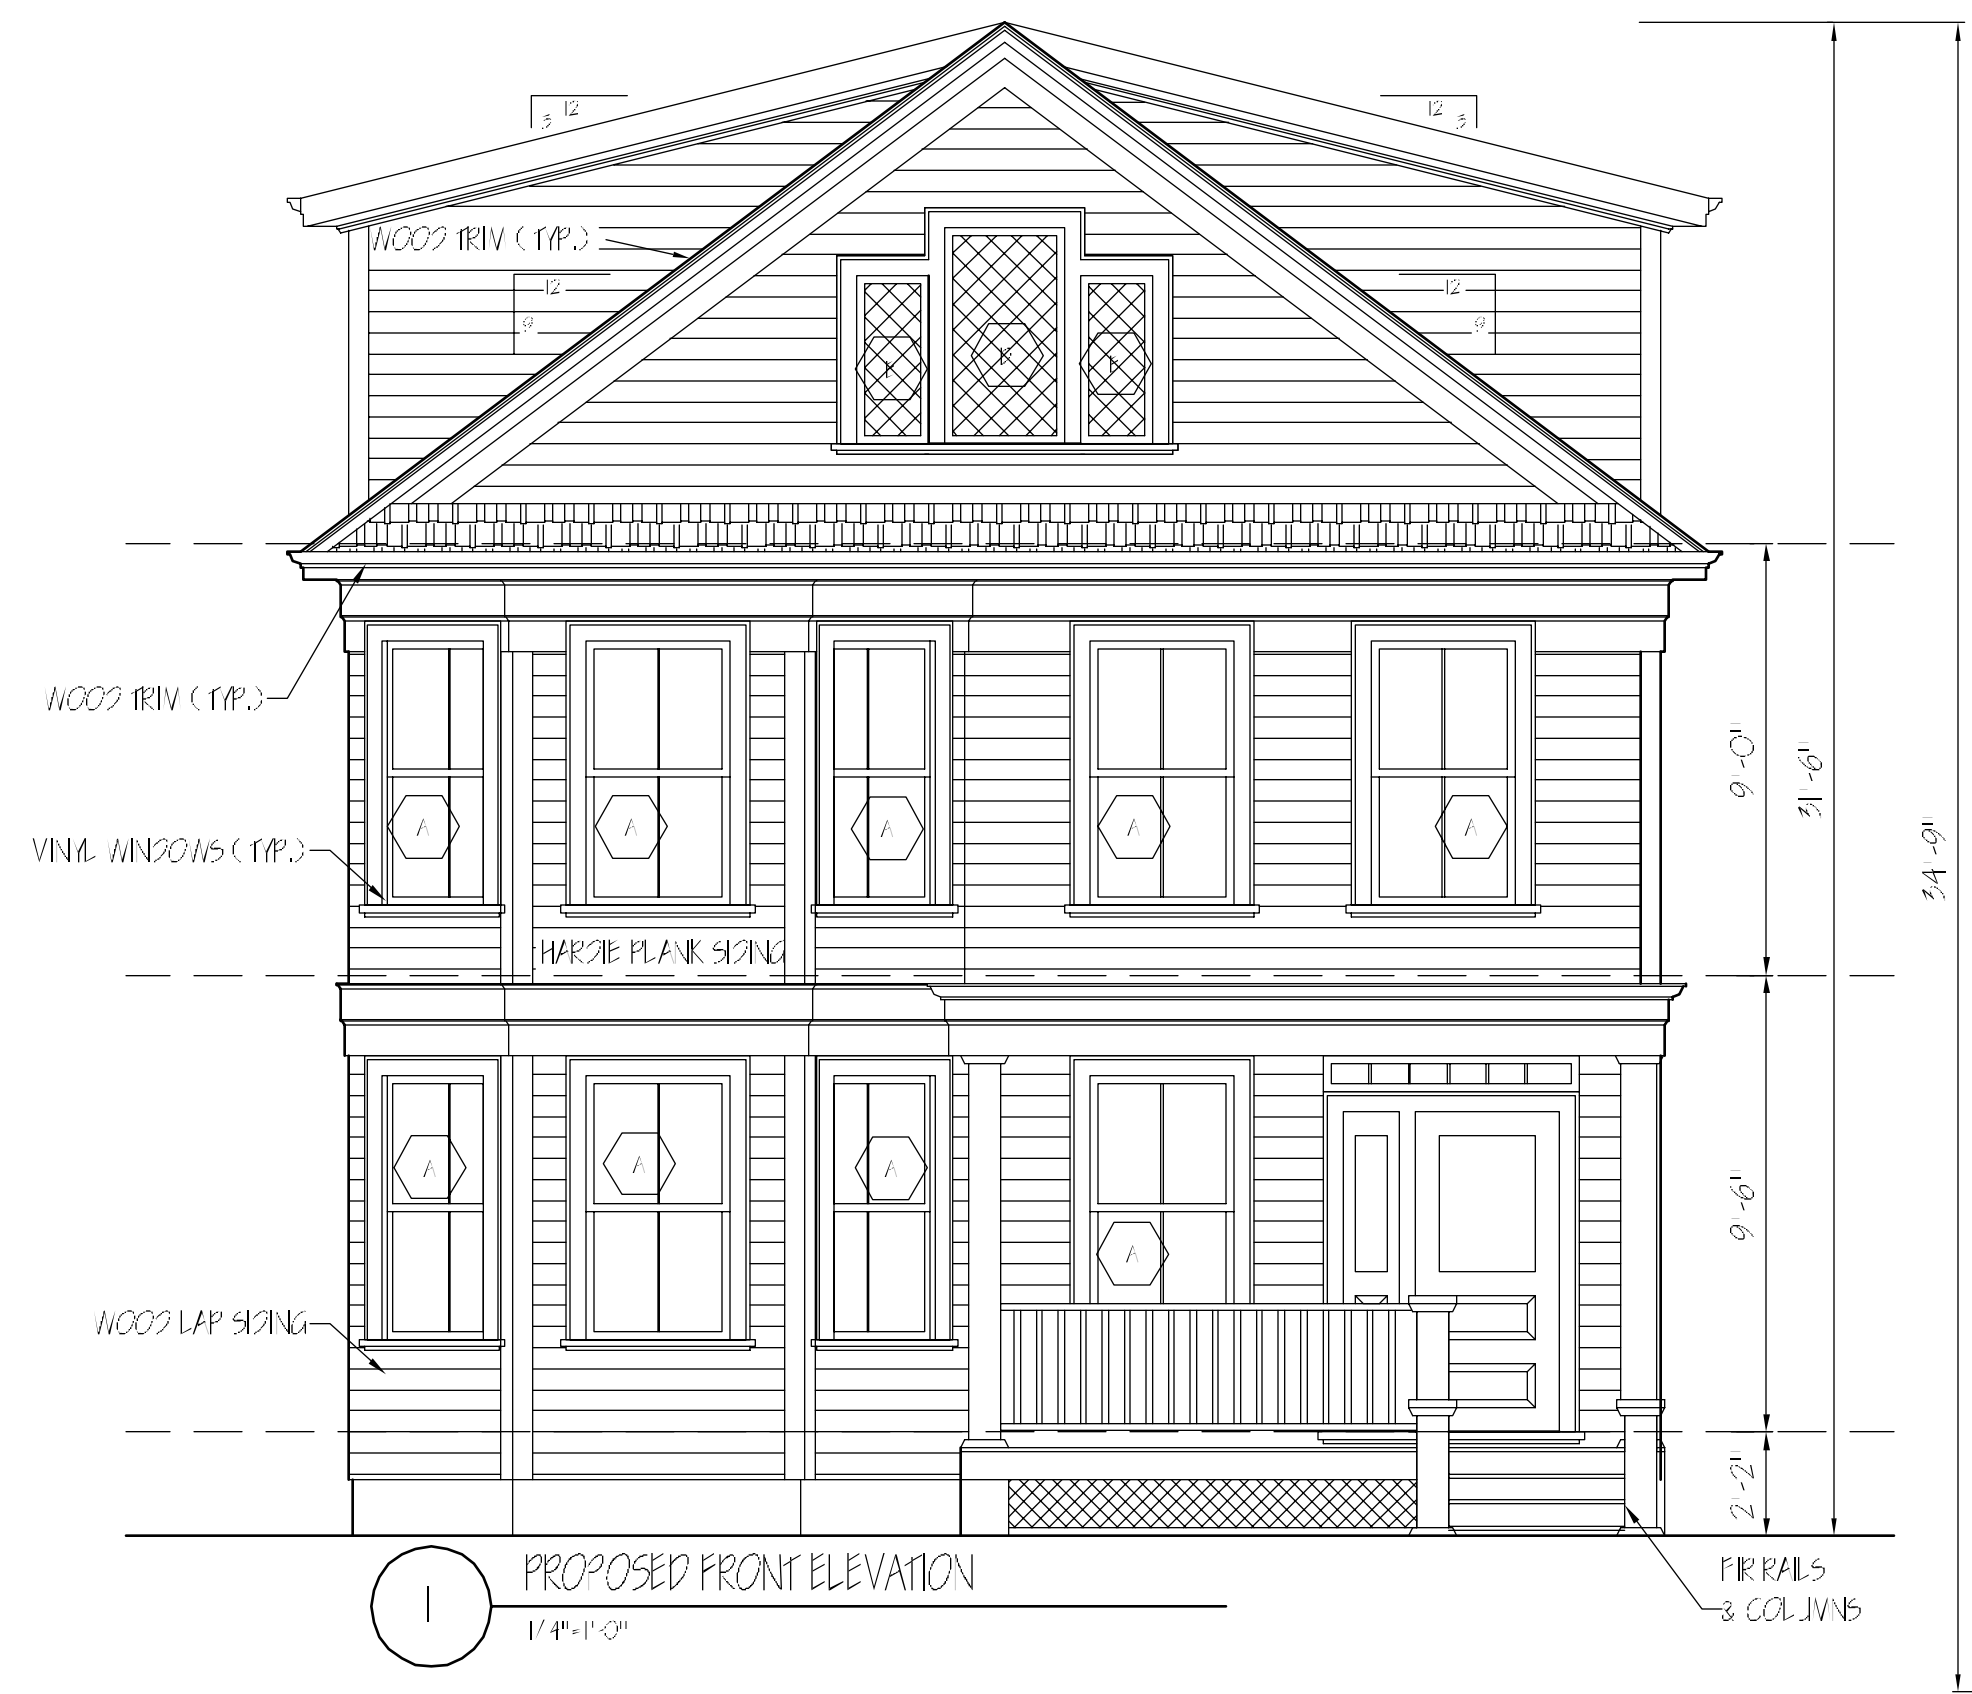 12
3
12
3
WOOD TRIM (TYP.)
12
9
12
9
WOOD TRIM (TYP.)
9'-0"
31'-6"
34'-9"
A
A
A
A
A
VINYL WINDOWS (TYP.)
HARDIE PLANK SIDING
A
A
A
A
9'-6"
WOOD LAP SIDING
2'-2"
1
PROPOSED FRONT ELEVATION
1/4"=1'-0"
FIR RAILS
& COLUMNS